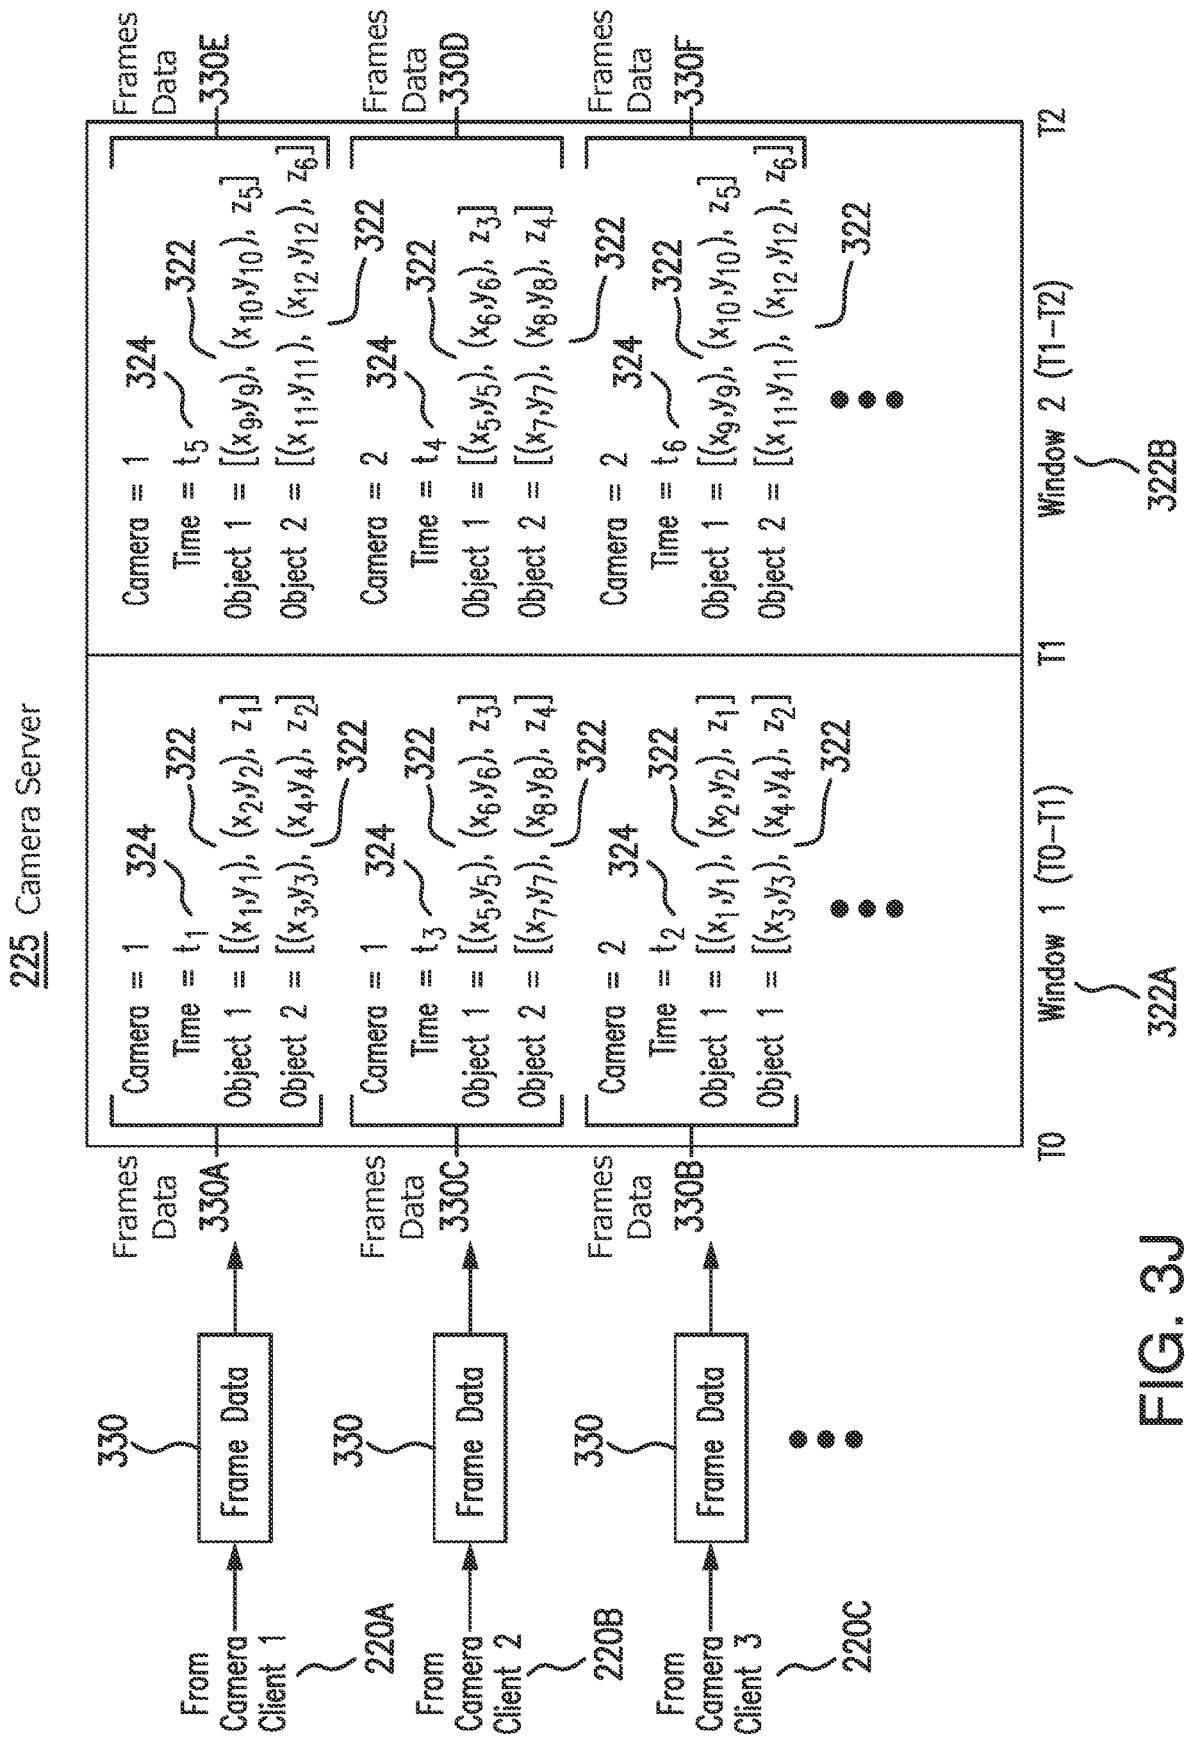 225 Camera Server
From
Camera
Client 1
220A
330
Frame Data
Frames
Data
330A
Camera = 1
Time = t1
324
Object 1 = [(x1,y1), (x2,y2), z1]
322
Object 2 = [(x3,y3), (x4,y4), z2]
322
From
Camera
Client 2
220B
330
Frame Data
Frames
Data
330C
Camera = 1
Time = t3
324
Object 1 = [(x5,y5), (x6,y6), z3]
322
Object 2 = [(x7,y7), (x8,y8), z4]
322
From
Camera
Client 3
220C
330
Frame Data
Frames
Data
330B
Camera = 2
Time = t2
324
Object 1 = [(x1,y1), (x2,y2), z1]
322
Object 1 = [(x3,y3), (x4,y4), z2]
322
Camera = 1
Time = t5
324
Object 1 = [(x9,y9), (x10,y10), z5]
322
Object 2 = [(x11,y11), (x12,y12), z6]
322
Frames
Data
330E
Camera = 2
Time = t4
324
Object 1 = [(x5,y5), (x6,y6), z3]
322
Object 2 = [(x7,y7), (x8,y8), z4]
322
Frames
Data
330D
Camera = 2
Time = t6
324
Object 1 = [(x9,y9), (x10,y10), z5]
322
Object 2 = [(x11,y11), (x12,y12), z6]
322
Frames
Data
330F
T0
Window 1 (T0–T1)
322A
T1
Window 2 (T1–T2)
322B
T2
FIG. 3J